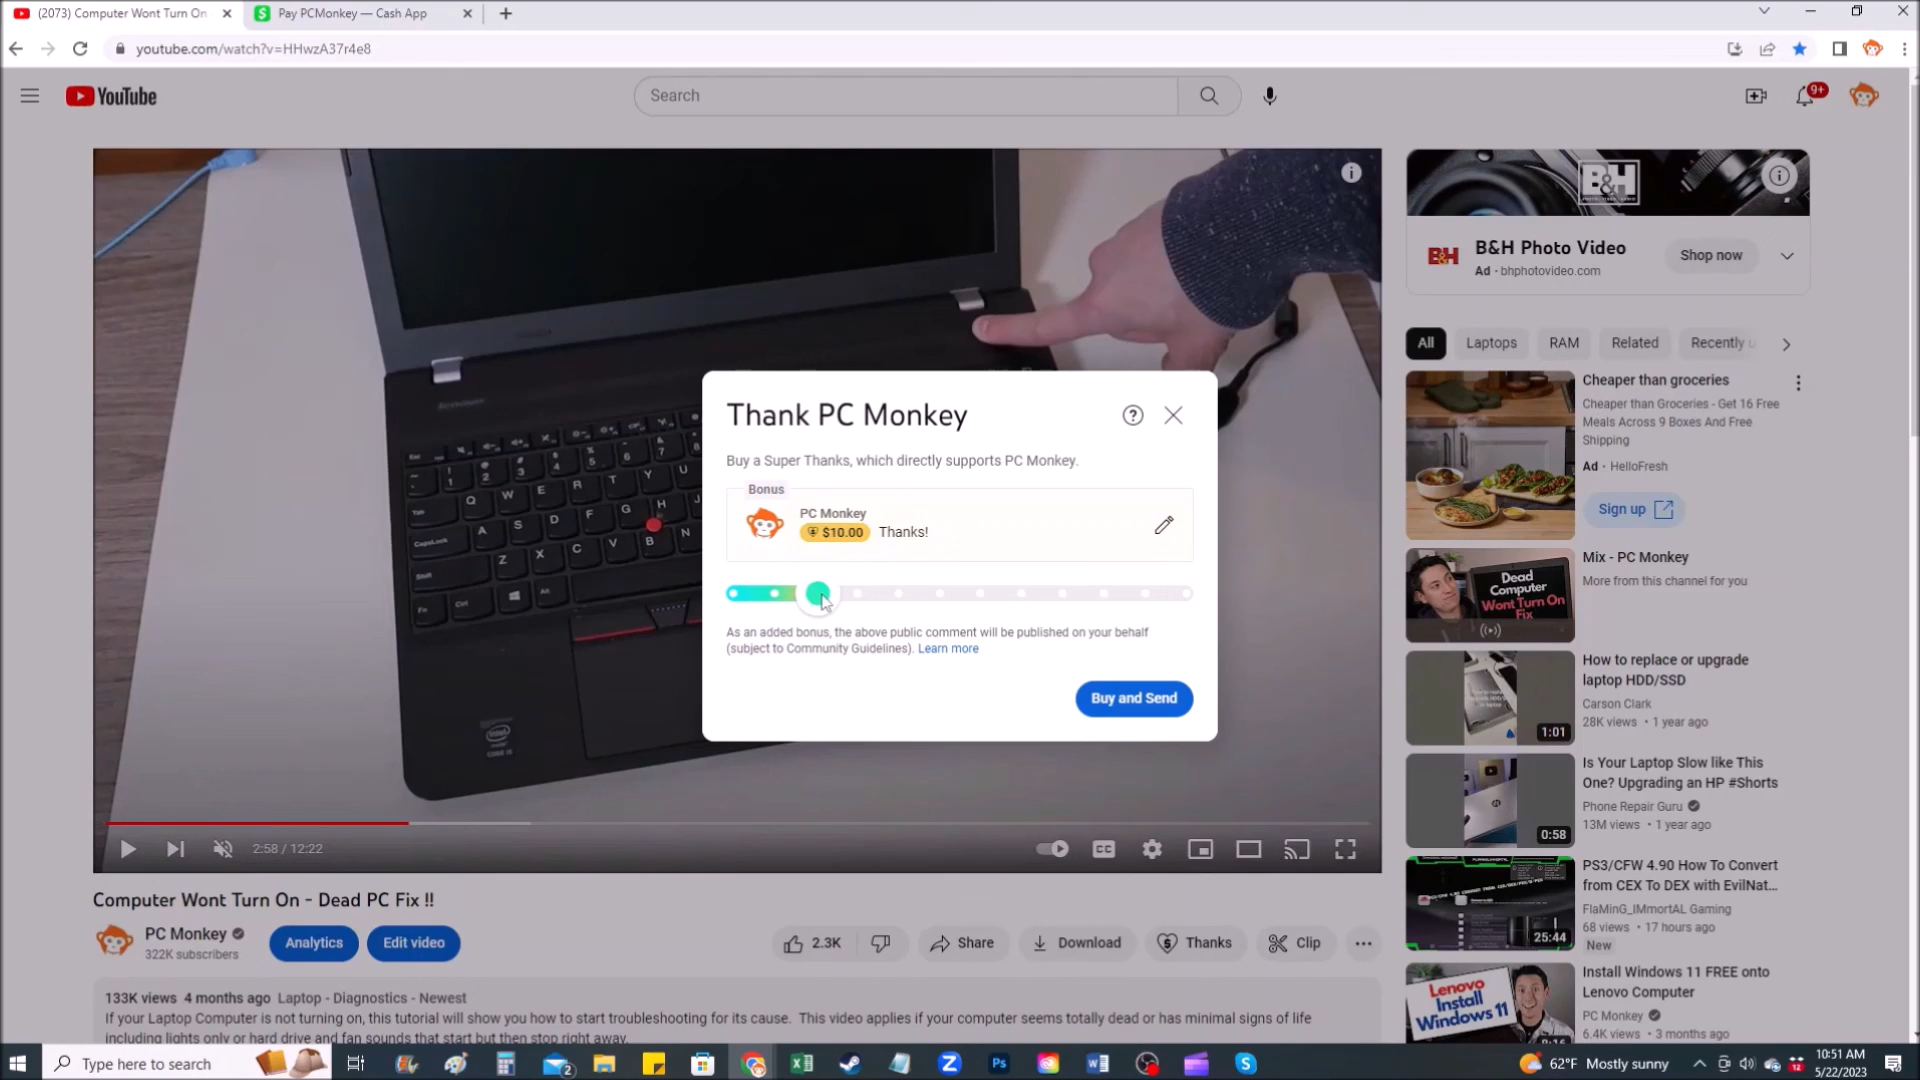 (2073) Computer Wont Turn On
Pay PCMonkey — Cash App
youtube.com/watch?v=HHwzA37r4e8
YouTube
Search
9+
B&H
B&H Photo Video
Ad · bhphotovideo.com
Shop now
All
Laptops
RAM
Related
Recently u
Thank PC Monkey
Buy a Super Thanks, which directly supports PC Monkey.
Bonus
PC Monkey
$10.00 Thanks!
As an added bonus, the above public comment will be published on your behalf
(subject to Community Guidelines). Learn more
Buy and Send
Cheaper than groceries
Cheaper than Groceries - Get 16 Free
Meals Across 9 Boxes And Free
Shipping
Ad · HelloFresh
Sign up
Dead
Computer
Wont Turn On
Fix
Mix - PC Monkey
More from this channel for you
How to replace or upgrade
laptop HDD/SSD
Carson Clark
28K views • 1 year ago
1:01
Is Your Laptop Slow like This
One? Upgrading an HP #Shorts
Phone Repair Guru
13M views • 1 year ago
0:58
PS3/CFW 4.90 How To Convert
from CEX To DEX with EvilNat...
FlaMinG_IMmortAL Gaming
68 views • 17 hours ago
New
25:44
Lenovo
Install
Windows 11
Install Windows 11 FREE onto
Lenovo Computer
PC Monkey
6.4K views • 3 months ago
8:16
2:58 / 12:22
CC
Computer Wont Turn On - Dead PC Fix !!
PC Monkey
322K subscribers
Analytics
Edit video
2.3K
Share
Download
Thanks
Clip
133K views 4 months ago Laptop - Diagnostics - Newest
If your Laptop Computer is not turning on, this tutorial will show you how to start troubleshooting for its cause. This video applies if your computer seems totally dead or has minimal signs of life
including lights only or hard drive and fan sounds that start but then stop right away.
Type here to search
62°F Mostly sunny
10:51 AM
5/22/2023